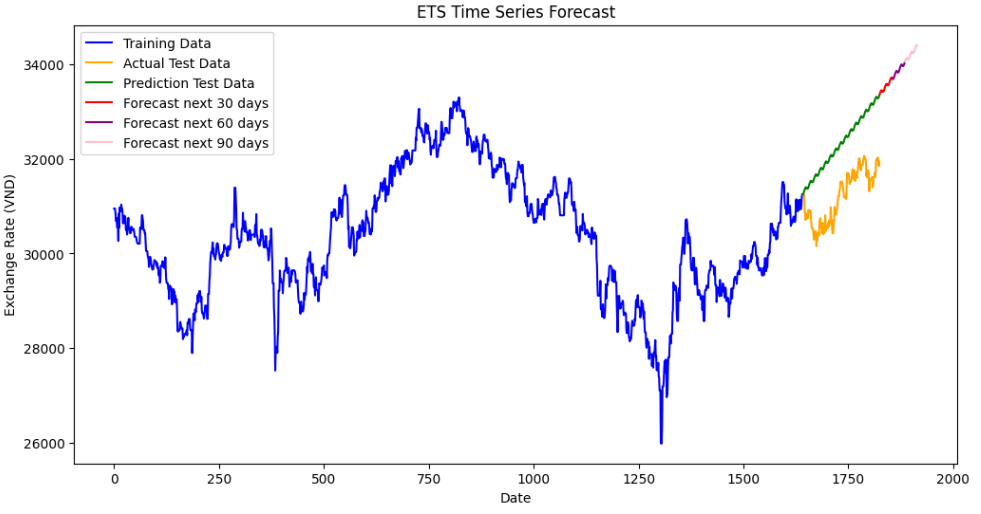 ETS Time Series Forecast
Training Data
Actual Test Data
Prediction Test Data
Forecast next 30 days
Forecast next 60 days
Forecast next 90 days
Exchange Rate (VND)
34000
32000
30000
28000
26000
0
250
500
750
1000
1250
1500
1750
2000
Date